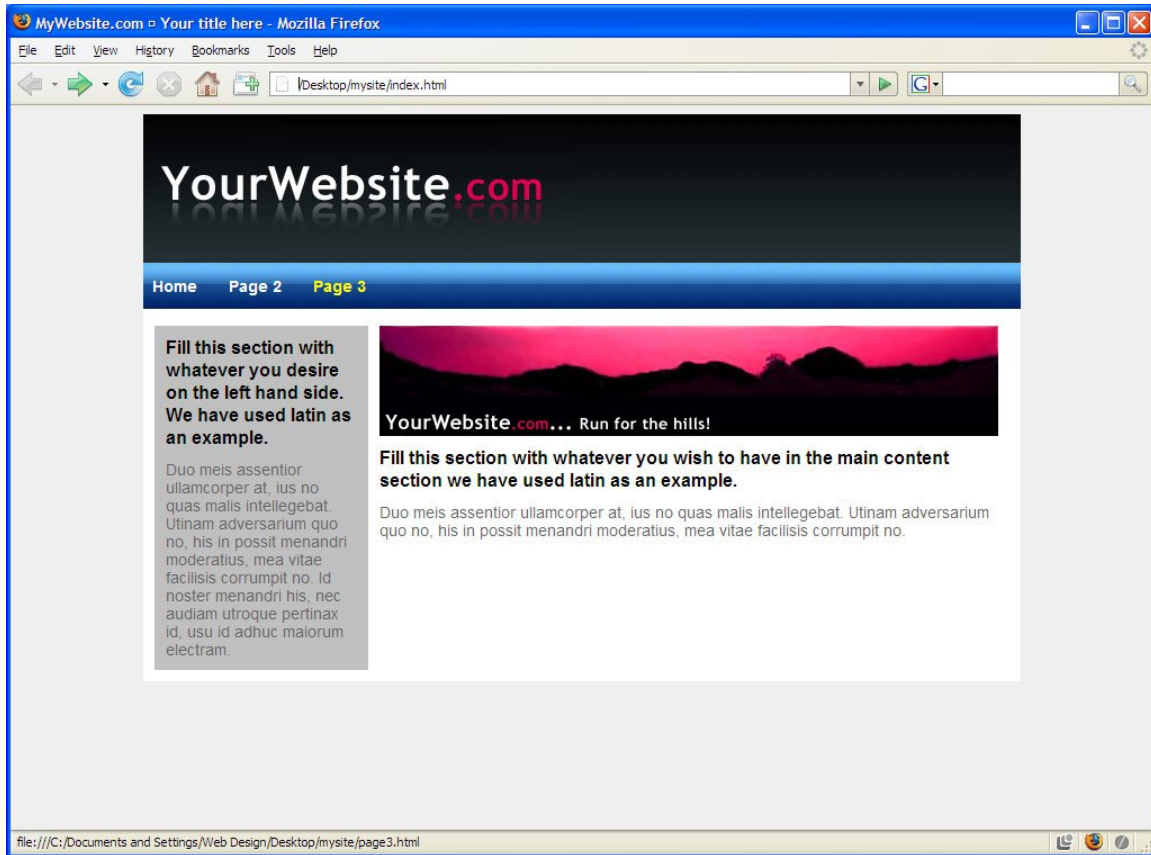 MyWebsite.com ¤ Your title here - Mozilla Firefox
File Edit View History Bookmarks Tools Help
/Desktop/mysite/index.html
G
YourWebsite.com
Home Page 2 Page 3
Fill this section with
whatever you desire
on the left hand side.
We have used latin as
an example.
Duo meis assentior
ullamcorper at, ius no
quas malis intellegebat.
Utinam adversarium quo
no, his in possit menandri
moderatius, mea vitae
facilisis corrumpit no. Id
noster menandri his, nec
audiam utroque pertinax
id, usu id adhuc maiorum
electram.
YourWebsite.com... Run for the hills!
Fill this section with whatever you wish to have in the main content
section we have used latin as an example.
Duo meis assentior ullamcorper at, ius no quas malis intellegebat. Utinam adversarium
quo no, his in possit menandri moderatius, mea vitae facilisis corrumpit no.
file:///C:/Documents and Settings/Web Design/Desktop/mysite/page3.html